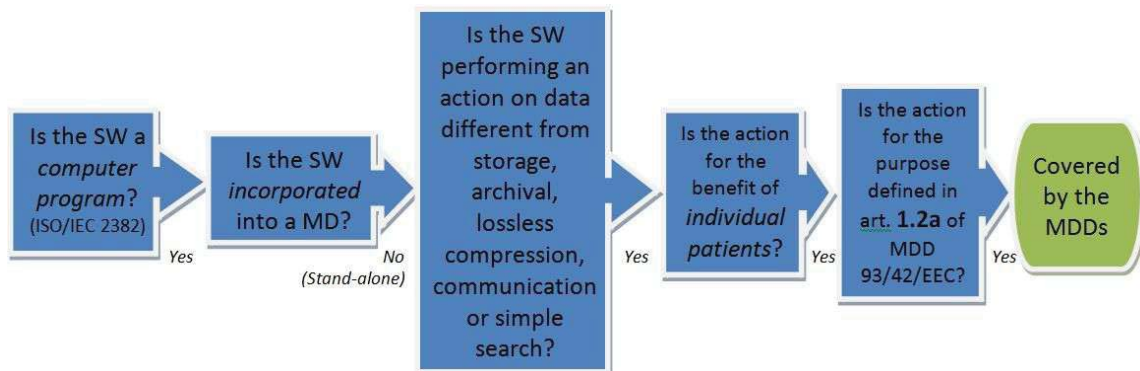 Is the SW a
computer
program?
(ISO/IEC 2382)
Yes
Is the SW
incorporated
into a MD?
No
(Stand-alone)
Is the SW
performing an
action on data
different from
storage,
archival,
lossless
compression,
communication
or simple
search?
Yes
Is the action
for the
benefit of
individual
patients?
Yes
Is the action
for the
purpose
defined in
art. 1.2a of
MDD
93/42/EEC?
Yes
Covered
by the
MDDs